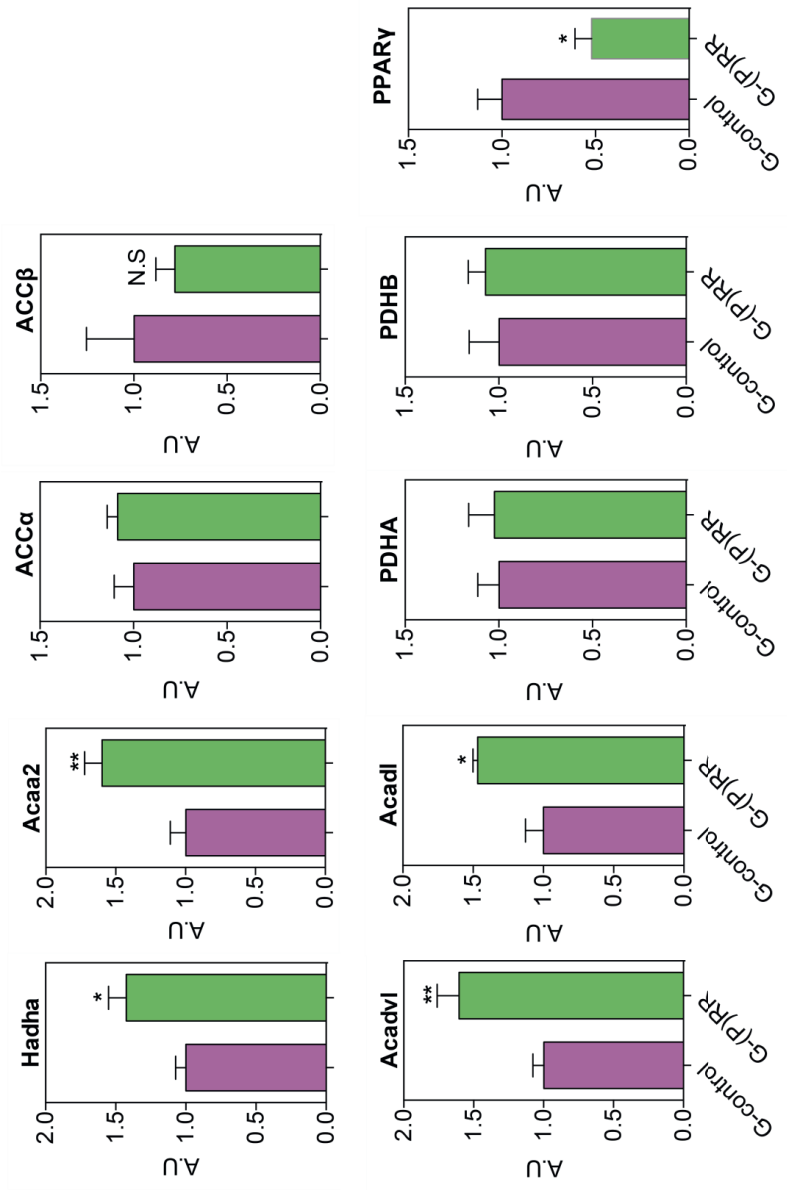 Hadha
A.U
2.0
1.5
1.0
0.5
0.0
*
Acaa2
A.U
2.0
1.5
1.0
0.5
0.0
**
ACCα
A.U
1.5
1.0
0.5
0.0
ACCβ
A.U
1.5
1.0
0.5
0.0
N.S
Acadvl
A.U
2.0
1.5
1.0
0.5
0.0
**
G-control
G-(P)RR
Acadl
A.U
2.0
1.5
1.0
0.5
0.0
*
G-control
G-(P)RR
PDHA
A.U
1.5
1.0
0.5
0.0
G-control
G-(P)RR
PDHB
A.U
1.5
1.0
0.5
0.0
G-control
G-(P)RR
PPARγ
A.U
1.5
1.0
0.5
0.0
*
G-control
G-(P)RR